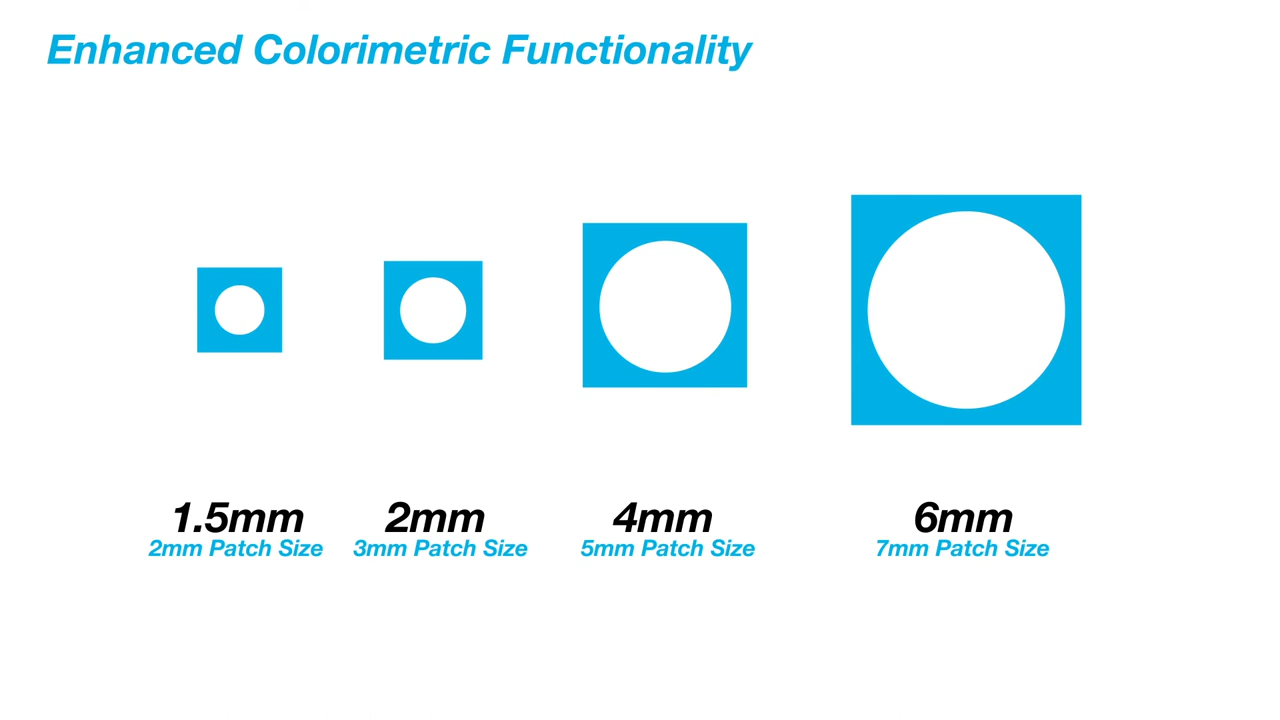 Enhanced Colorimetric Functionality
1.5mm 2mm 4mm 6mm
2mm Patch Size 3mm Patch Size 5mm Patch Size 7mm Patch Size